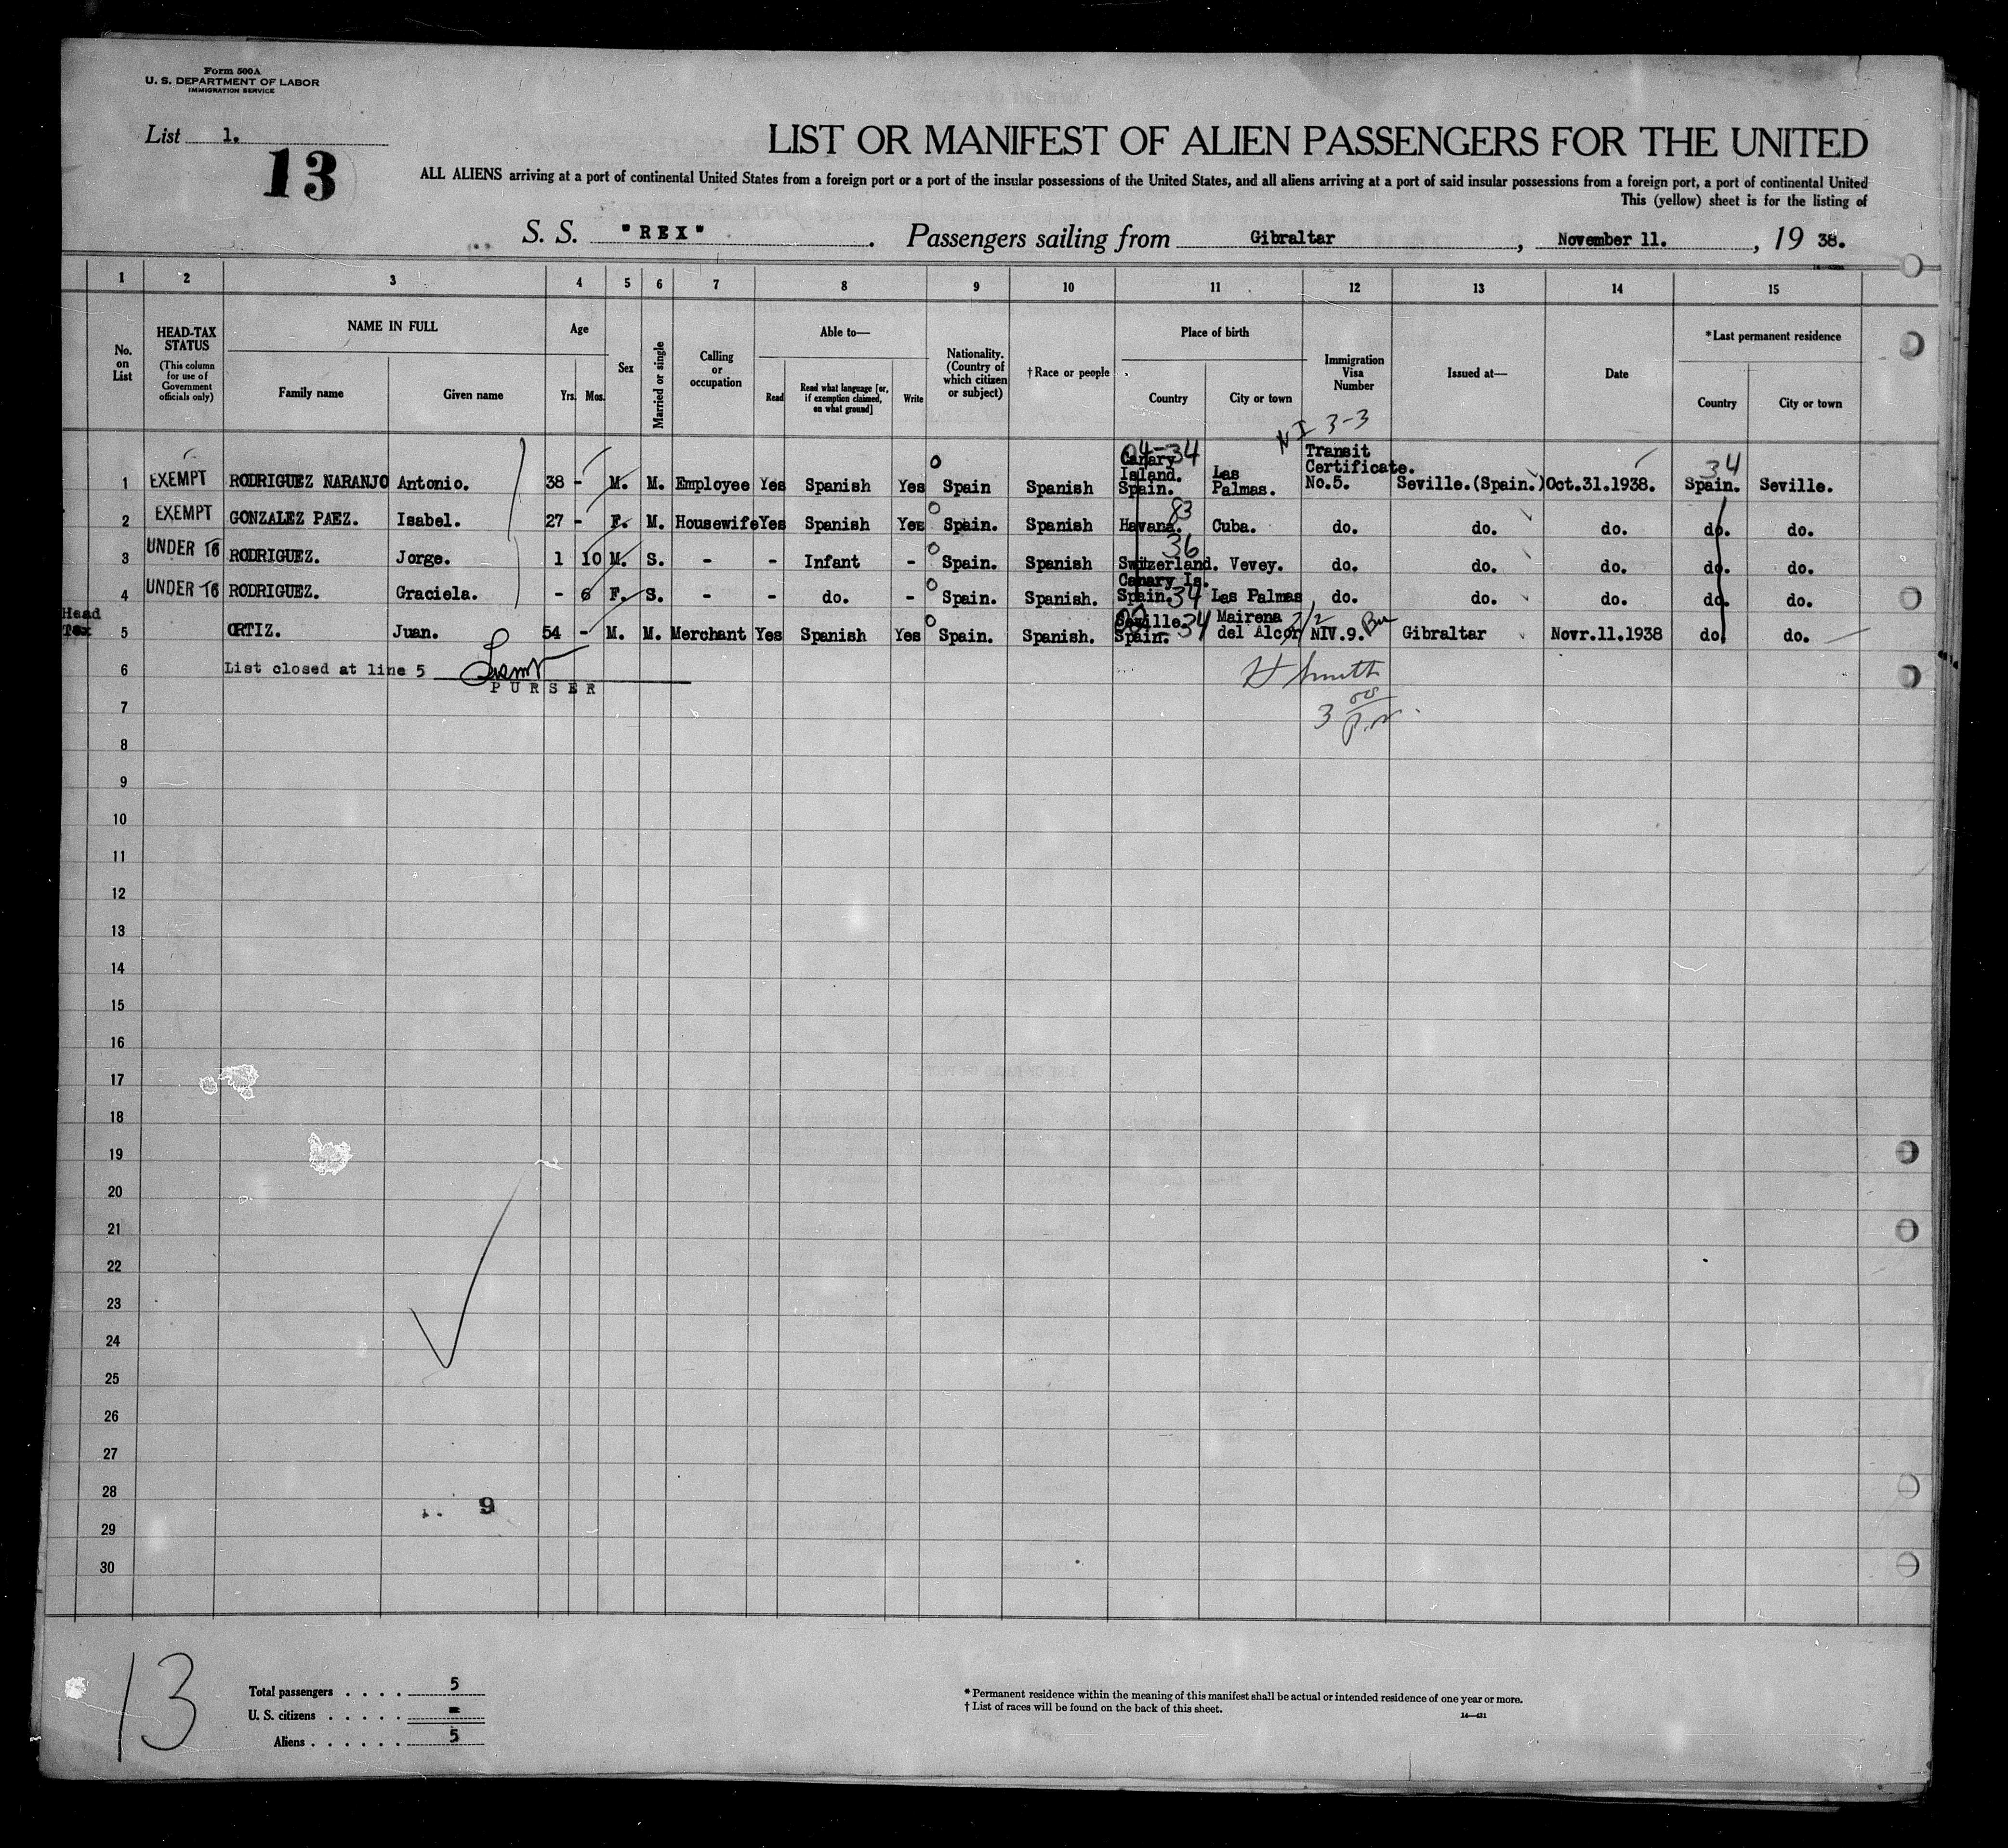 Form 500A
U. S. DEPARTMENT OF LABOR
IMMIGRATION SERVICE
List 1.
13
LIST OR MANIFEST OF ALIEN PASSENGERS FOR THE UNITED
ALL ALIENS arriving at a port of continental United States from a foreign port or a port of the insular possessions of the United States, and all aliens arriving at a port of said insular possessions from a foreign port, a port of continental United
This (yellow) sheet is for the listing of
S. S. "REX". Passengers sailing from Gibraltar, November 11., 19 38.
1 2 3 4 5 6 7 8 9 10 11 12 13 14 15
No. on List
HEAD-TAX STATUS (This column for use of Government officials only)
NAME IN FULL
Family name Given name
Age
Yrs. Mos.
Sex
Married or single
Calling or occupation
Able to—
Read
Read what language [or, if exemption claimed, on what ground]
Write
Nationality. (Country of which citizen or subject)
†Race or people
Place of birth
Country City or town
Immigration Visa Number
Issued at—
Date
*Last permanent residence
Country City or town
NI 3-3
1 EXEMPT RODRIGUEZ NARANJO Antonio. 38 - M. M. Employee Yes Spanish Yes Spain Spanish Canary Island. Spain. 34 Las Palmas. Transit Certificate. No.5. Seville.(Spain.) Oct.31.1938. Spain. 34 Seville.
2 EXEMPT GONZALEZ PAEZ. Isabel. 27 - F. M. Housewife Yes Spanish Yes Spain. Spanish Havana. 83 Cuba. do. do. do. do. do.
3 UNDER 16 RODRIGUEZ. Jorge. 1 10 M. S. - - Infant - Spain. Spanish Switzerland. 36 Vevey. do. do. do. do. do.
4 UNDER 16 RODRIGUEZ. Graciela. - 6 F. S. - - do. - Spain. Spanish. Canary Is. Spain. 34 Las Palmas do. do. do. do. do.
Head Tax 5 ORTIZ. Juan. 54 - M. M. Merchant Yes Spanish Yes Spain. Spanish. Seville. Spain. 34 Mairena del Alcor 3/2 NIV.9. Gibraltar Novr.11.1938 do. do.
6 List closed at line 5
PURSER
H Smith
3 00
p.m.
7
8
9
10
11
12
13
14
15
16
17
18
19
20
21
22
23
24
25
26
27
28
9
29
30
13
Total passengers . . . . 5
U. S. citizens . . . . . -
Aliens . . . . . . 5
* Permanent residence within the meaning of this manifest shall be actual or intended residence of one year or more.
† List of races will be found on the back of this sheet.